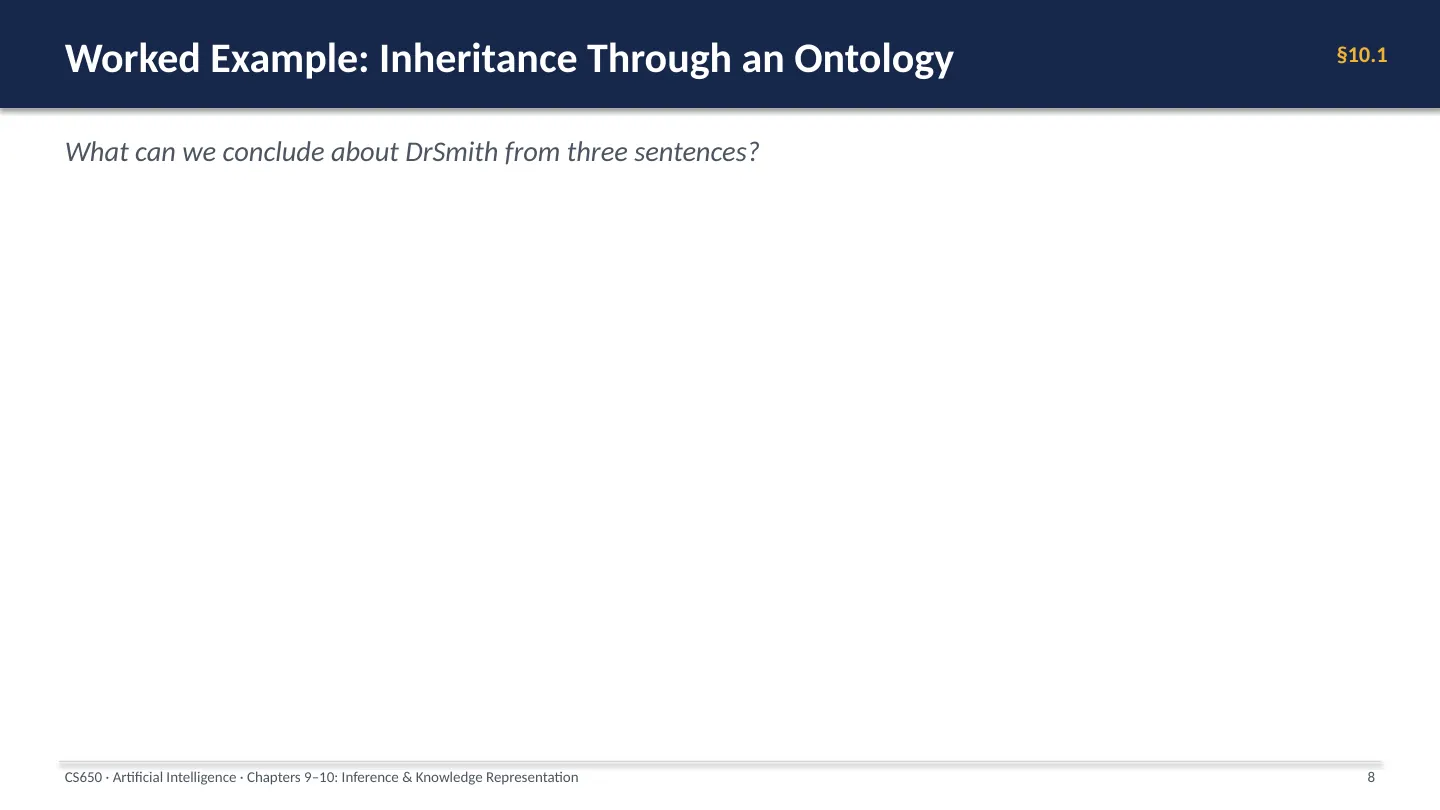 Worked Example: Inheritance Through an Ontology
§10.1
What can we conclude about DrSmith from three sentences?
CS650 · Artificial Intelligence · Chapters 9–10: Inference & Knowledge Representation
8